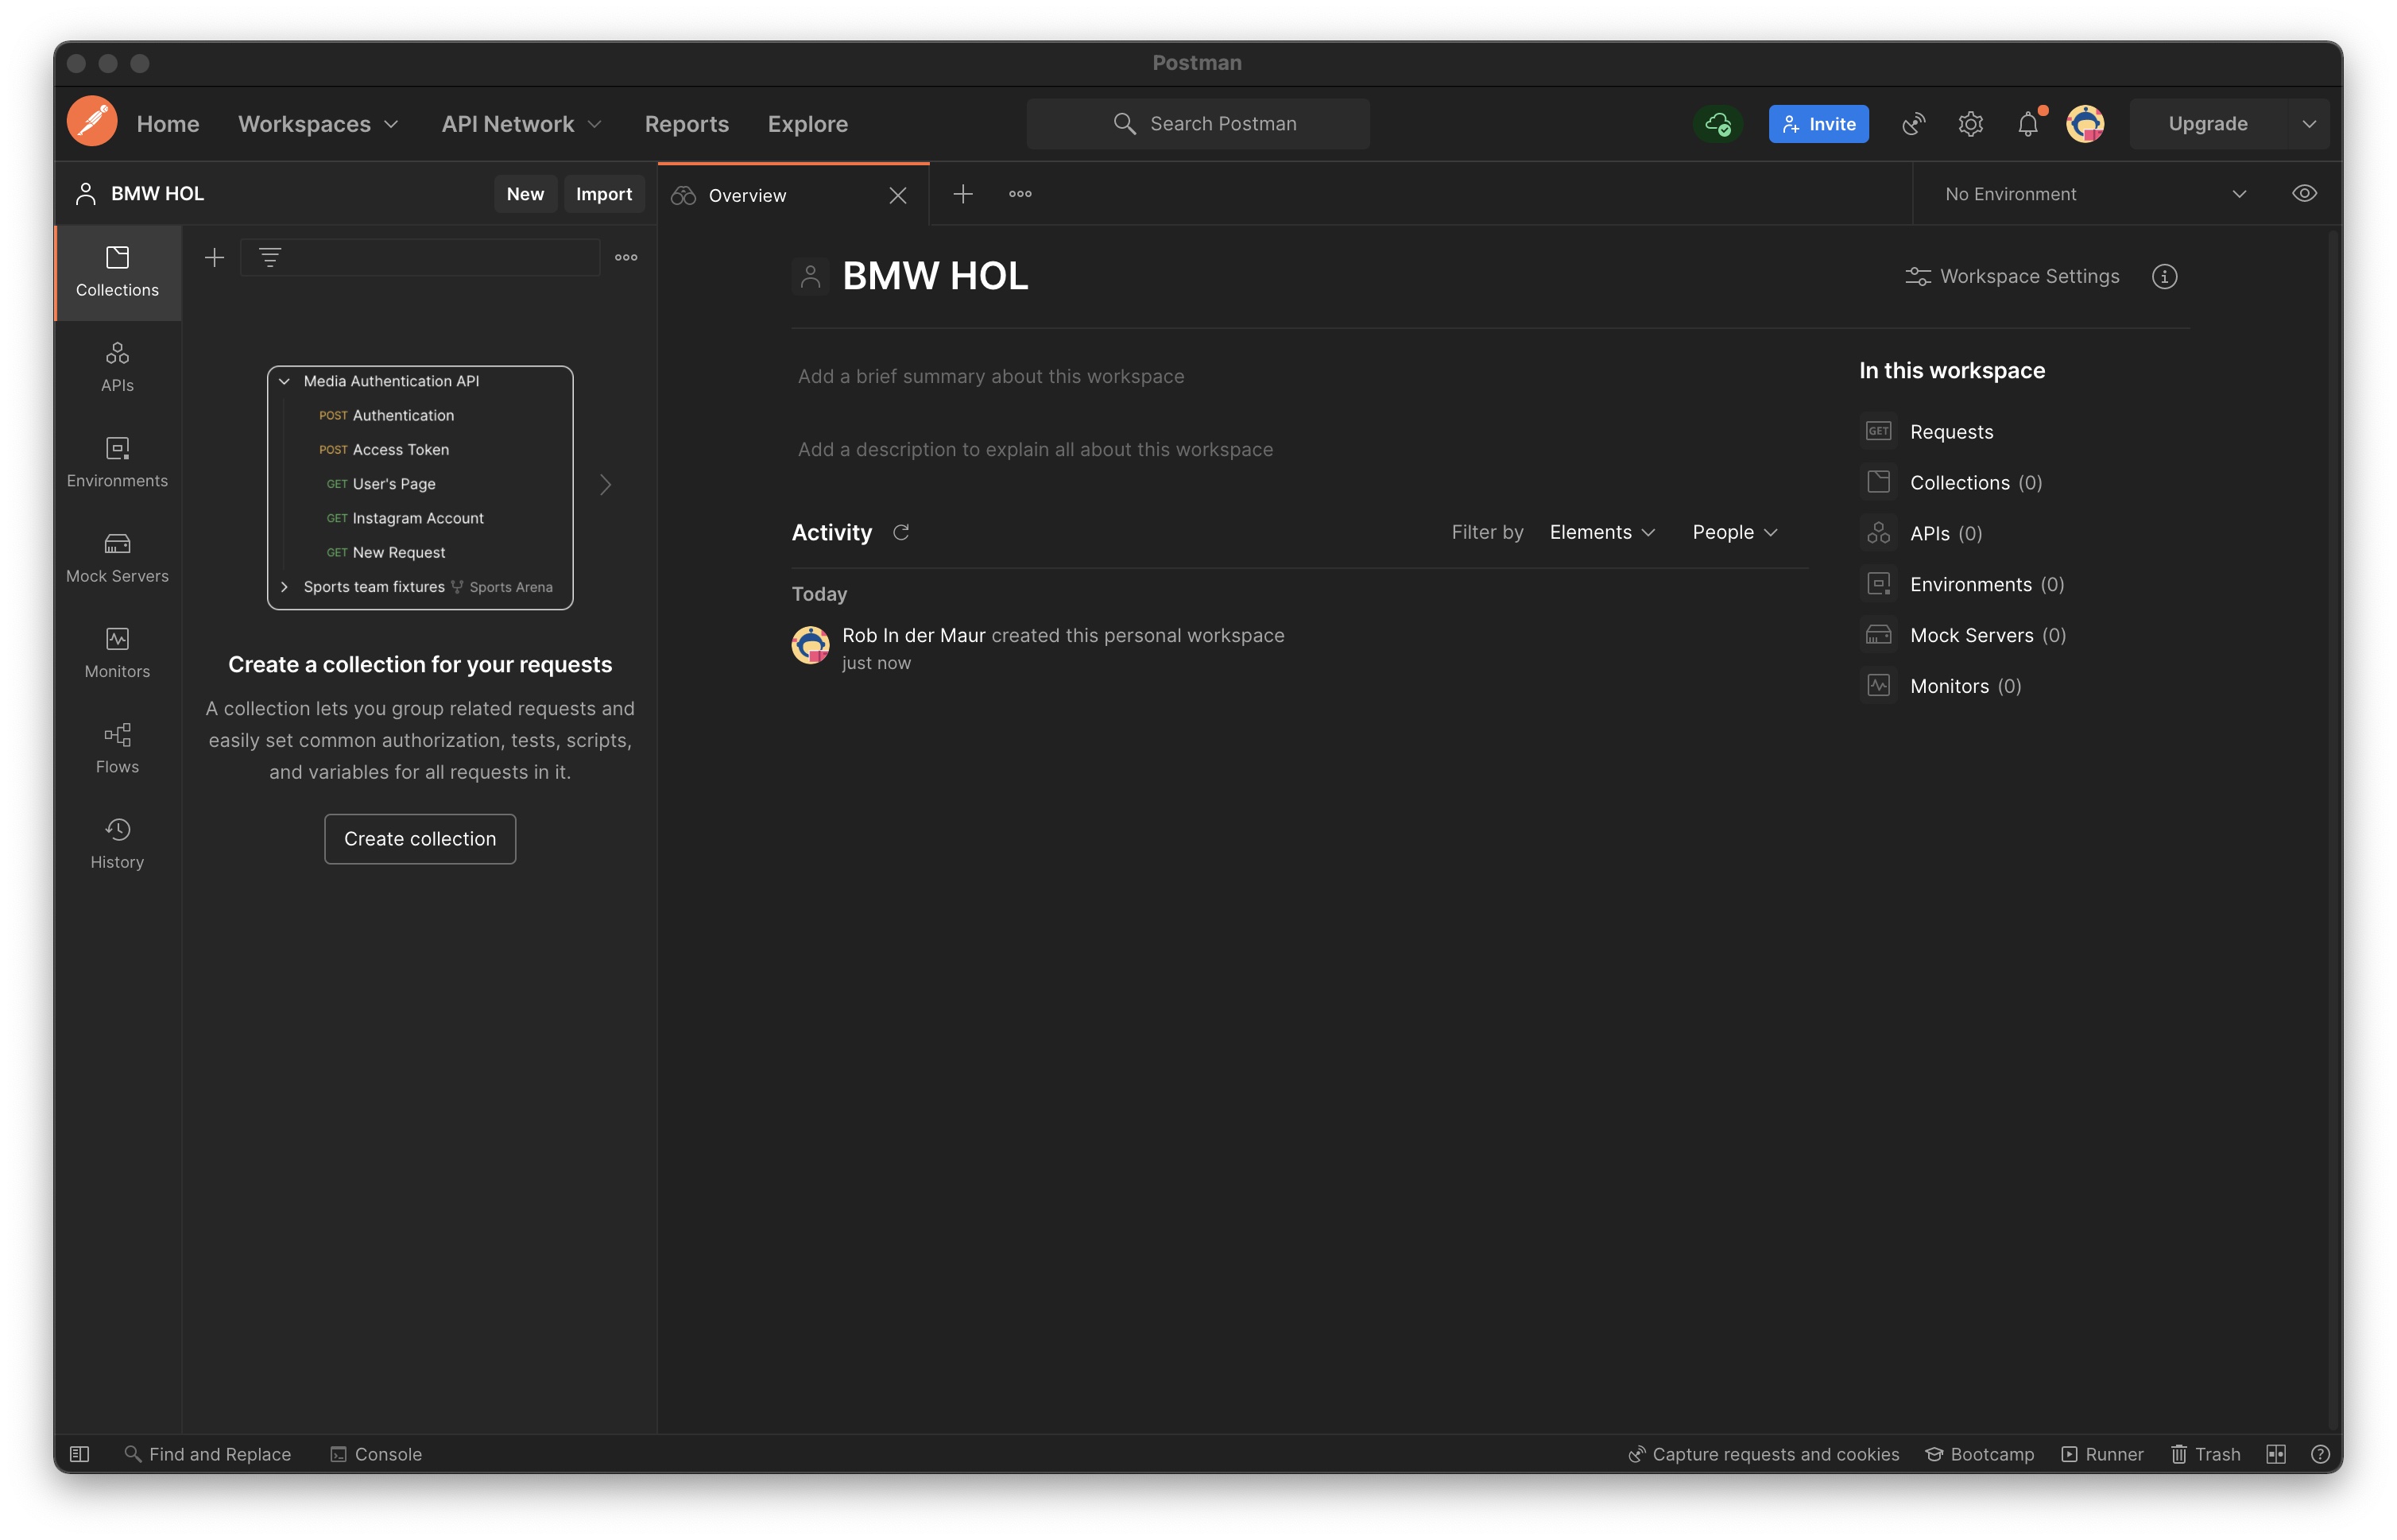 Postman
Home Workspaces API Network Reports Explore Search Postman Invite Upgrade
BMW HOL New Import Overview No Environment
Collections
APIs
Environments
Mock Servers
Monitors
Flows
History
Media Authentication API
POST Authentication
POST Access Token
GET User's Page
GET Instagram Account
GET New Request
Sports team fixtures Sports Arena
Create a collection for your requests
A collection lets you group related requests and
easily set common authorization, tests, scripts,
and variables for all requests in it.
Create collection
BMW HOL Workspace Settings
Add a brief summary about this workspace
Add a description to explain all about this workspace
Activity Filter by Elements People
Today
Rob In der Maur created this personal workspace
just now
In this workspace
GET Requests
Collections (0)
APIs (0)
Environments (0)
Mock Servers (0)
Monitors (0)
Find and Replace Console Capture requests and cookies Bootcamp Runner Trash